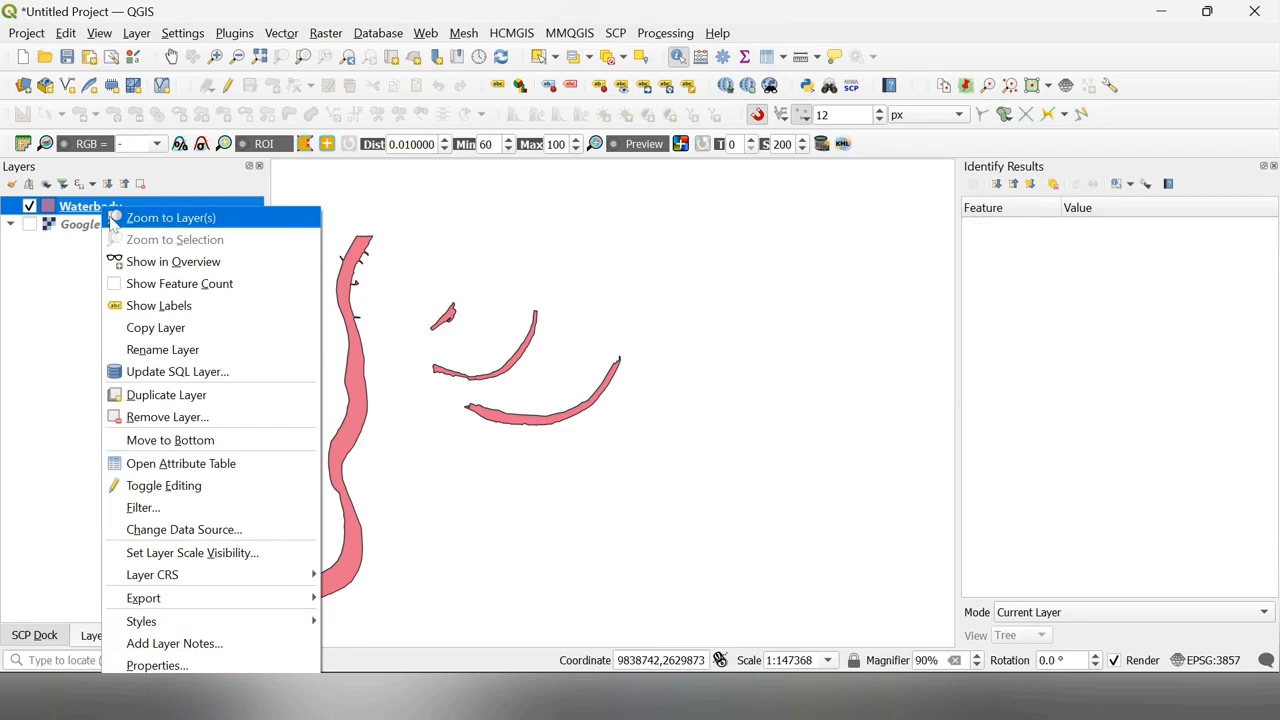 *Untitled Project — QGIS
Project Edit View Layer Settings Plugins Vector Raster Database Web Mesh HCMGIS MMQGIS SCP Processing Help
NIWA SCP
12 px
RGB = - ROI Dist 0.010000 Min 60 Max 100 Preview T 0 S 200 KML
Layers
Identify Results
Waterbody
Google
Feature Value
Zoom to Layer(s)
Zoom to Selection
Show in Overview
Show Feature Count
Show Labels
Copy Layer
Rename Layer
Update SQL Layer...
Duplicate Layer
Remove Layer...
Move to Bottom
Open Attribute Table
Toggle Editing
Filter...
Change Data Source...
Set Layer Scale Visibility...
Layer CRS
Export
Styles
Add Layer Notes...
Properties...
Mode Current Layer
View Tree
SCP Dock Laye
Type to locate ( Coordinate 9838742,2629873 Scale 1:147368 Magnifier 90% Rotation 0.0 ° Render EPSG:3857